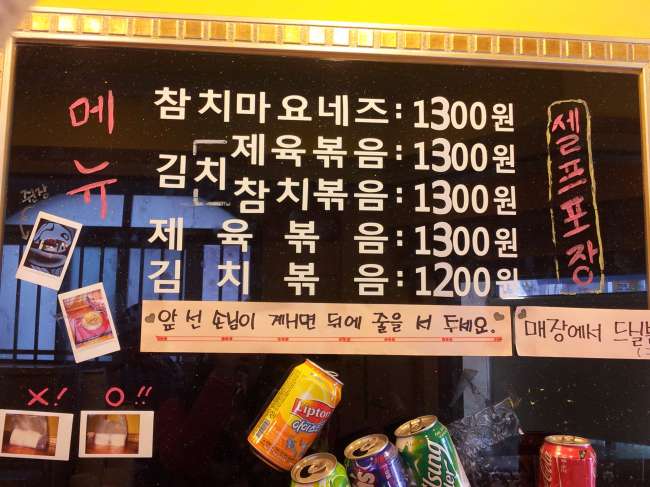 메뉴
참치마요네즈: 1300원
김치 제육볶음: 1300원
참치볶음: 1300원
제육볶음: 1300원
김치볶음: 1200원
셀프포장
앞 선 손님이 계시면 뒤에 줄을 서 주세요.
매장에서 드실
X! O!!
Lipton
아이스